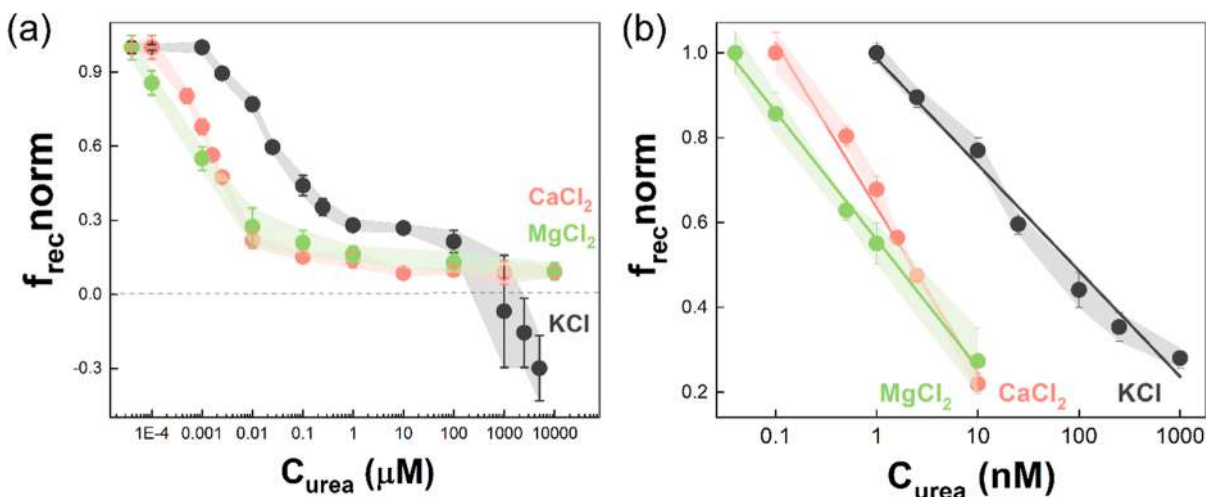 (a)
f_rec norm
0.9
0.6
0.3
0.0
-0.3
CaCl₂
MgCl₂
KCl
1E-4 0.001 0.01 0.1 1 10 100 1000 10000
C_urea (μM)
(b)
f_rec norm
1.0
0.8
0.6
0.4
0.2
MgCl₂ CaCl₂ KCl
0.1 1 10 100 1000
C_urea (nM)